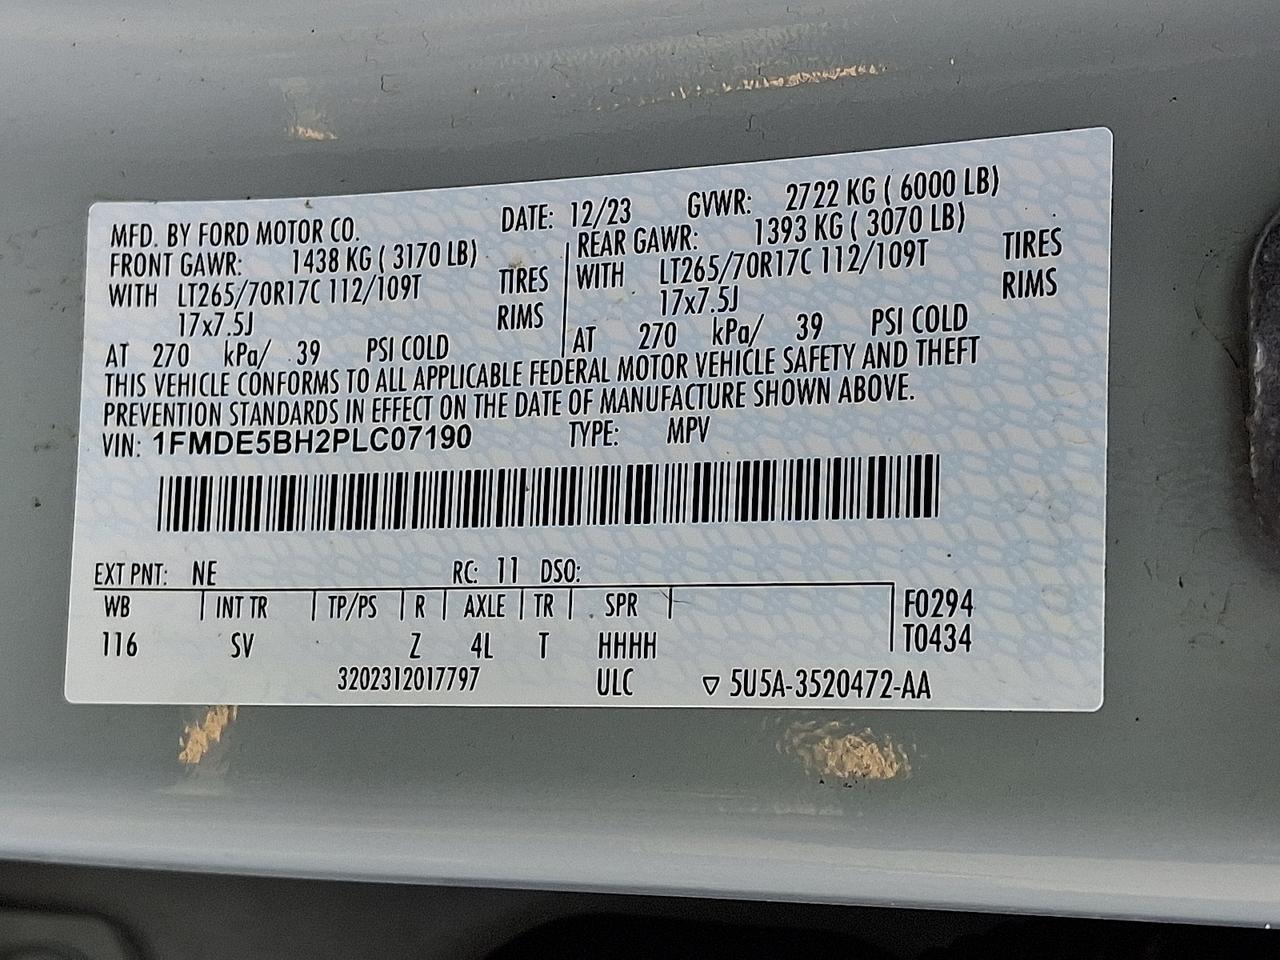 MFD. BY FORD MOTOR CO. DATE: 12/23 GVWR: 2722 KG ( 6000 LB)
FRONT GAWR: 1438 KG ( 3170 LB) REAR GAWR: 1393 KG ( 3070 LB)
WITH LT265/70R17C 112/109T TIRES WITH LT265/70R17C 112/109T TIRES
17x7.5J RIMS 17x7.5J RIMS
AT 270 kPa/ 39 PSI COLD AT 270 kPa/ 39 PSI COLD
THIS VEHICLE CONFORMS TO ALL APPLICABLE FEDERAL MOTOR VEHICLE SAFETY AND THEFT
PREVENTION STANDARDS IN EFFECT ON THE DATE OF MANUFACTURE SHOWN ABOVE.
VIN: 1FMDE5BH2PLC07190 TYPE: MPV
EXT PNT: NE RC: 11 DSO:
WB INT TR TP/PS R AXLE TR SPR F0294
116 SV Z 4L T HHHH T0434
3202312017797 ULC 5U5A-3520472-AA